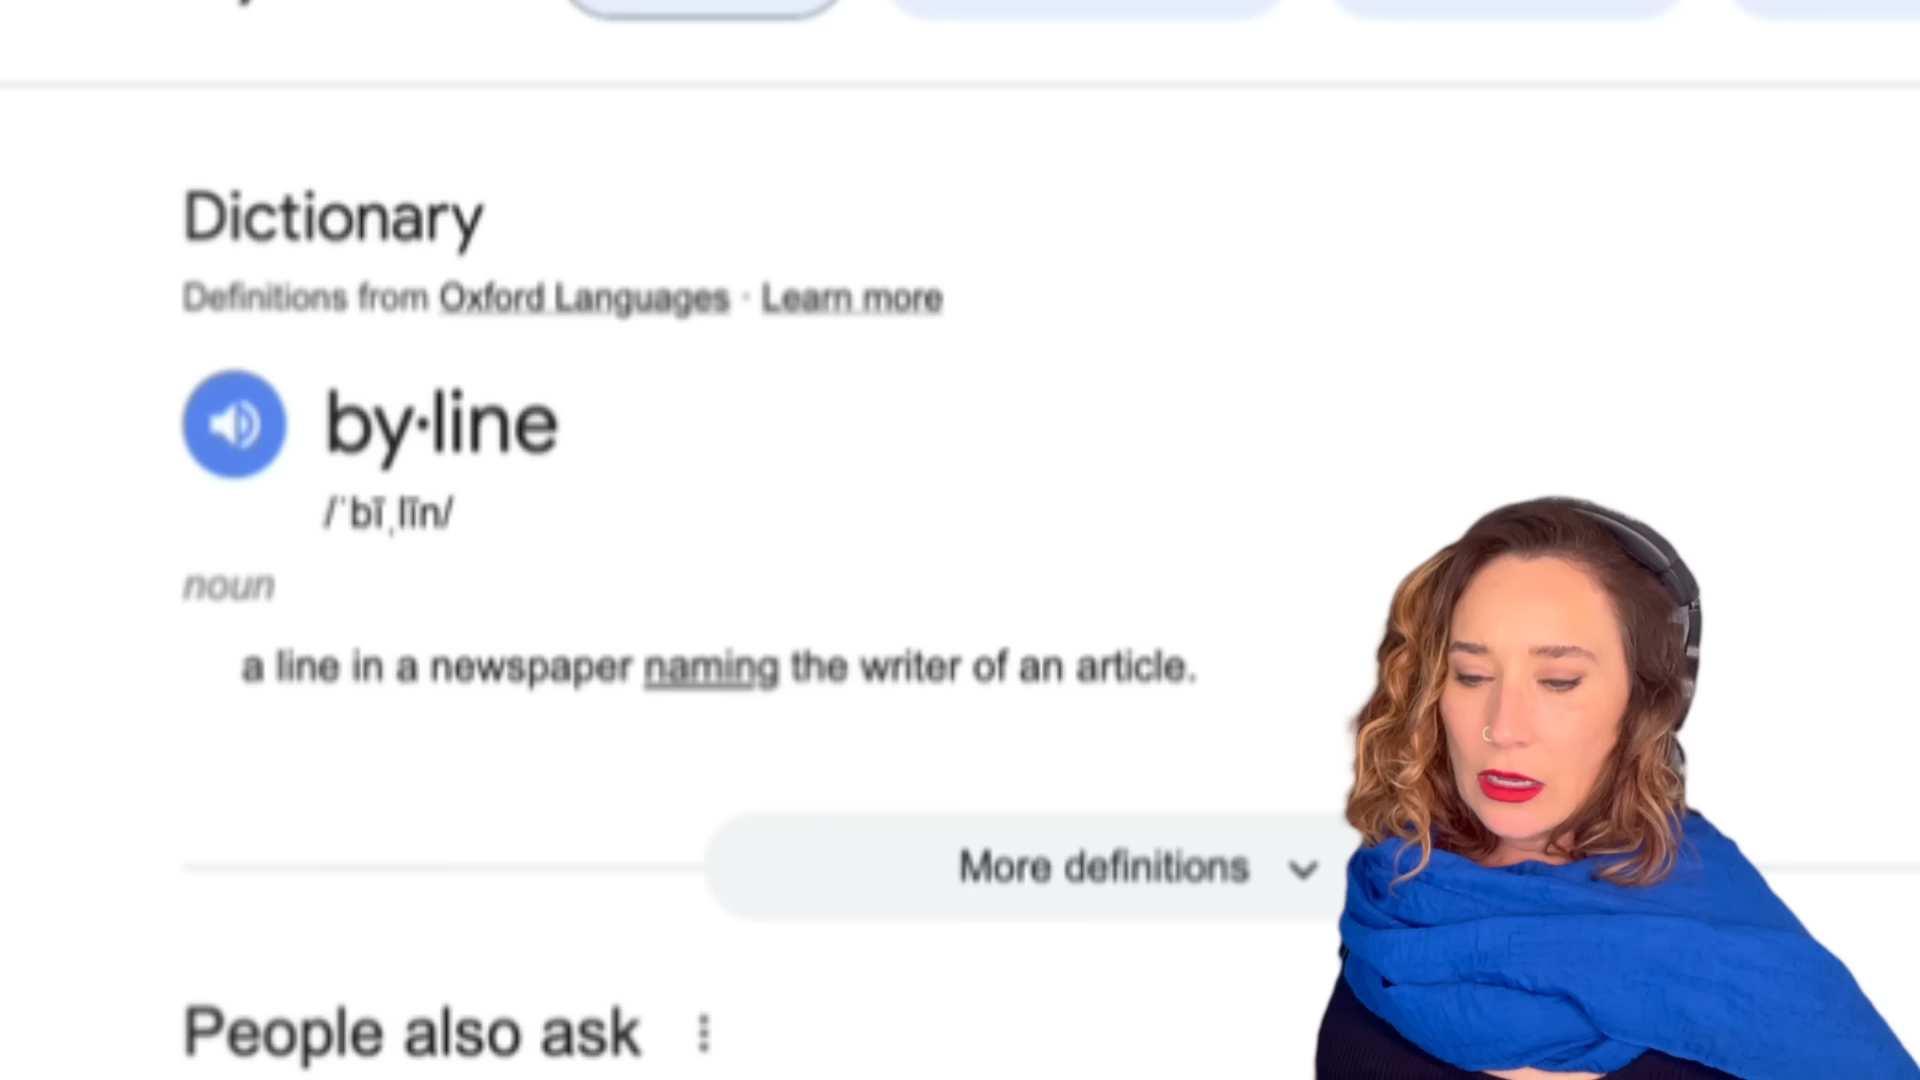 Dictionary
Definitions from Oxford Languages · Learn more
by·line
/ˈbīˌlīn/
noun
a line in a newspaper naming the writer of an article.
More definitions
People also ask